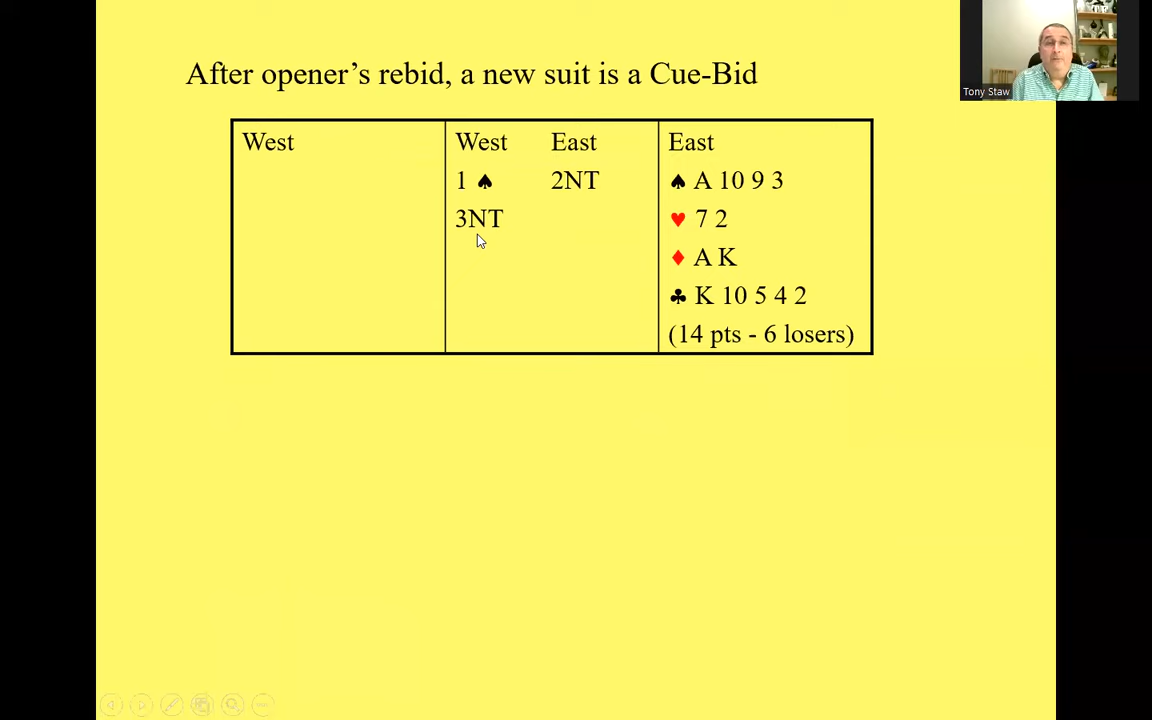 After opener's rebid, a new suit is a Cue-Bid
Tony Staw
West
West East
1 ♠ 2NT
3NT
East
♠ A 10 9 3
♥ 7 2
♦ A K
♣ K 10 5 4 2
(14 pts - 6 losers)